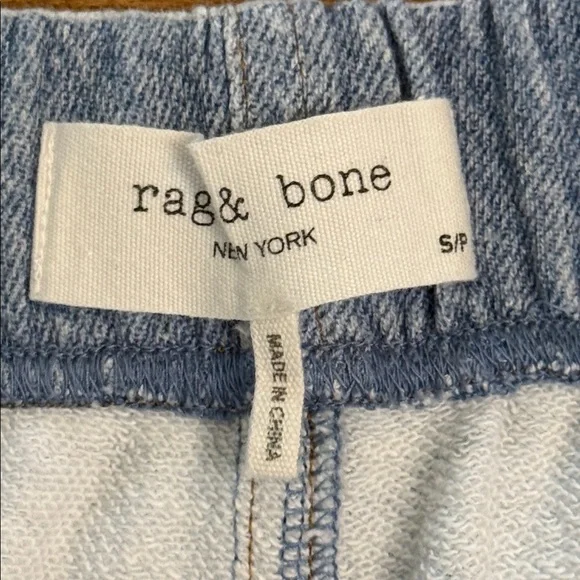 rag& bone
NEW YORK
S/P
MADE IN CHINA